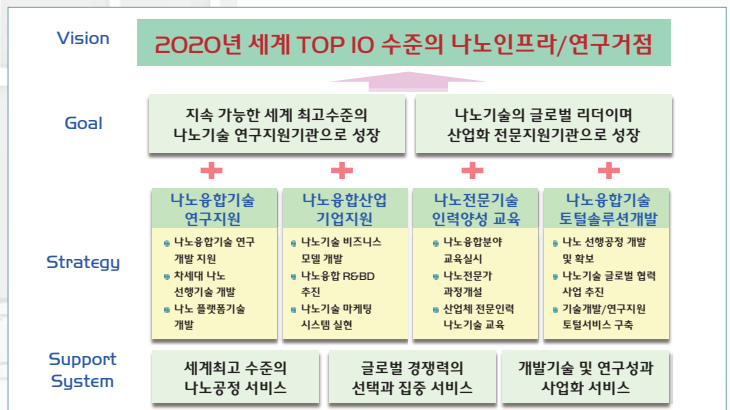 Vision
2020년 세계 TOP 10 수준의 나노인프라/연구거점
Goal
지속 가능한 세계 최고수준의
나노기술 연구지원기관으로 성장
나노기술의 글로벌 리더이며
산업화 전문지원기관으로 성장
Strategy
나노융합기술
연구지원
나노융합기술 연구
개발 지원
차세대 나노
선행기술 개발
나노 플랫폼기술
개발
나노융합산업
기업지원
나노기술 비즈니스
모델 개발
나노융합 R&BD
추진
나노기술 마케팅
시스템 실현
나노전문기술
인력양성 교육
나노융합분야
교육실시
나노전문가
과정개설
산업체 전문인력
나노기술 교육
나노융합기술
토털솔루션개발
나노 선행공정 개발
및 확보
나노기술 글로벌 협력
사업 추진
기술개발/연구지원
토털서비스 구축
Support
System
세계최고 수준의
나노공정 서비스
글로벌 경쟁력의
선택과 집중 서비스
개발기술 및 연구성과
사업화 서비스